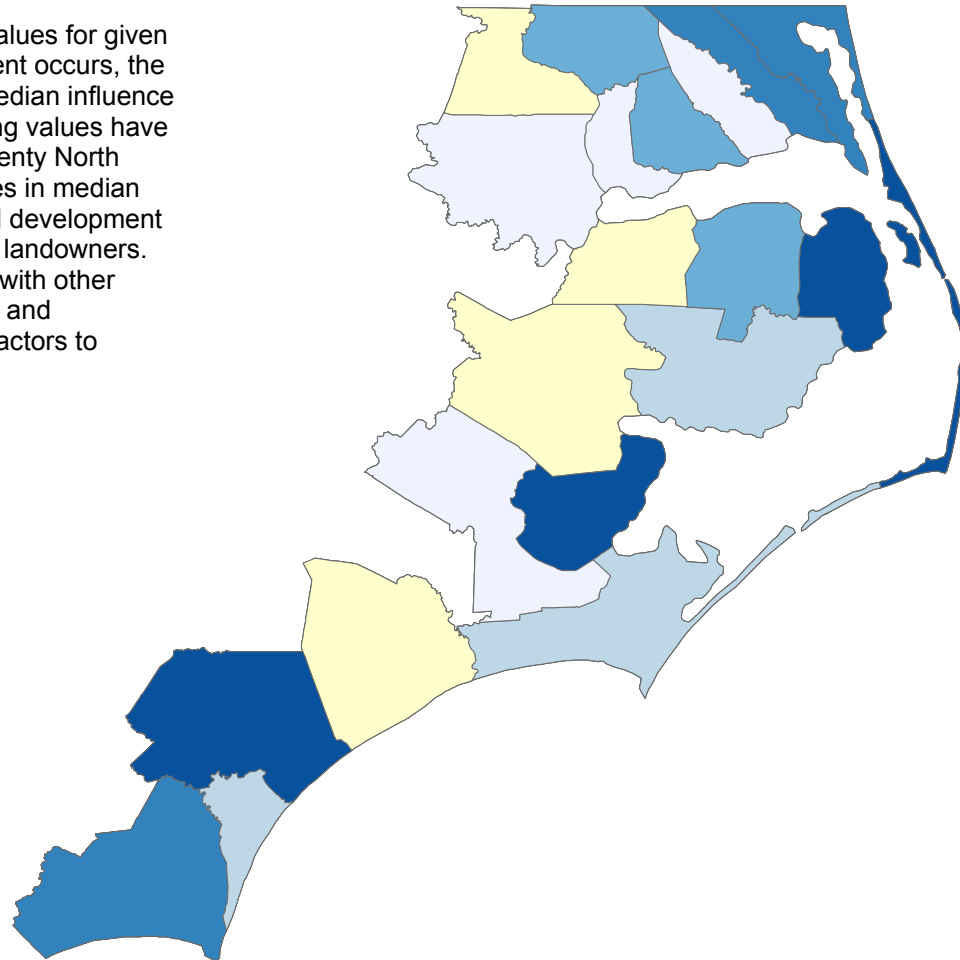 alues for given
ent occurs, the
edian influence
ng values have
enty North
es in median
d development
landowners.
with other
and
actors to